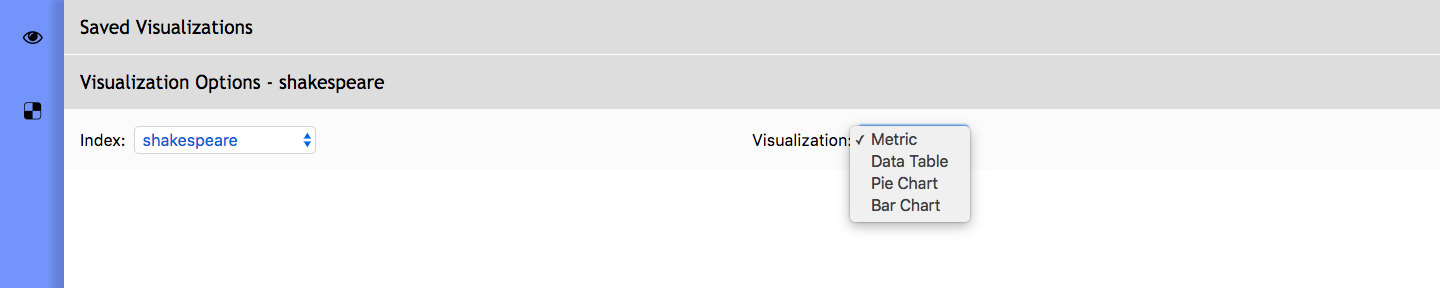 Saved Visualizations
Visualization Options - shakespeare
Index: shakespeare
Visualization: ✓ Metric
Data Table
Pie Chart
Bar Chart